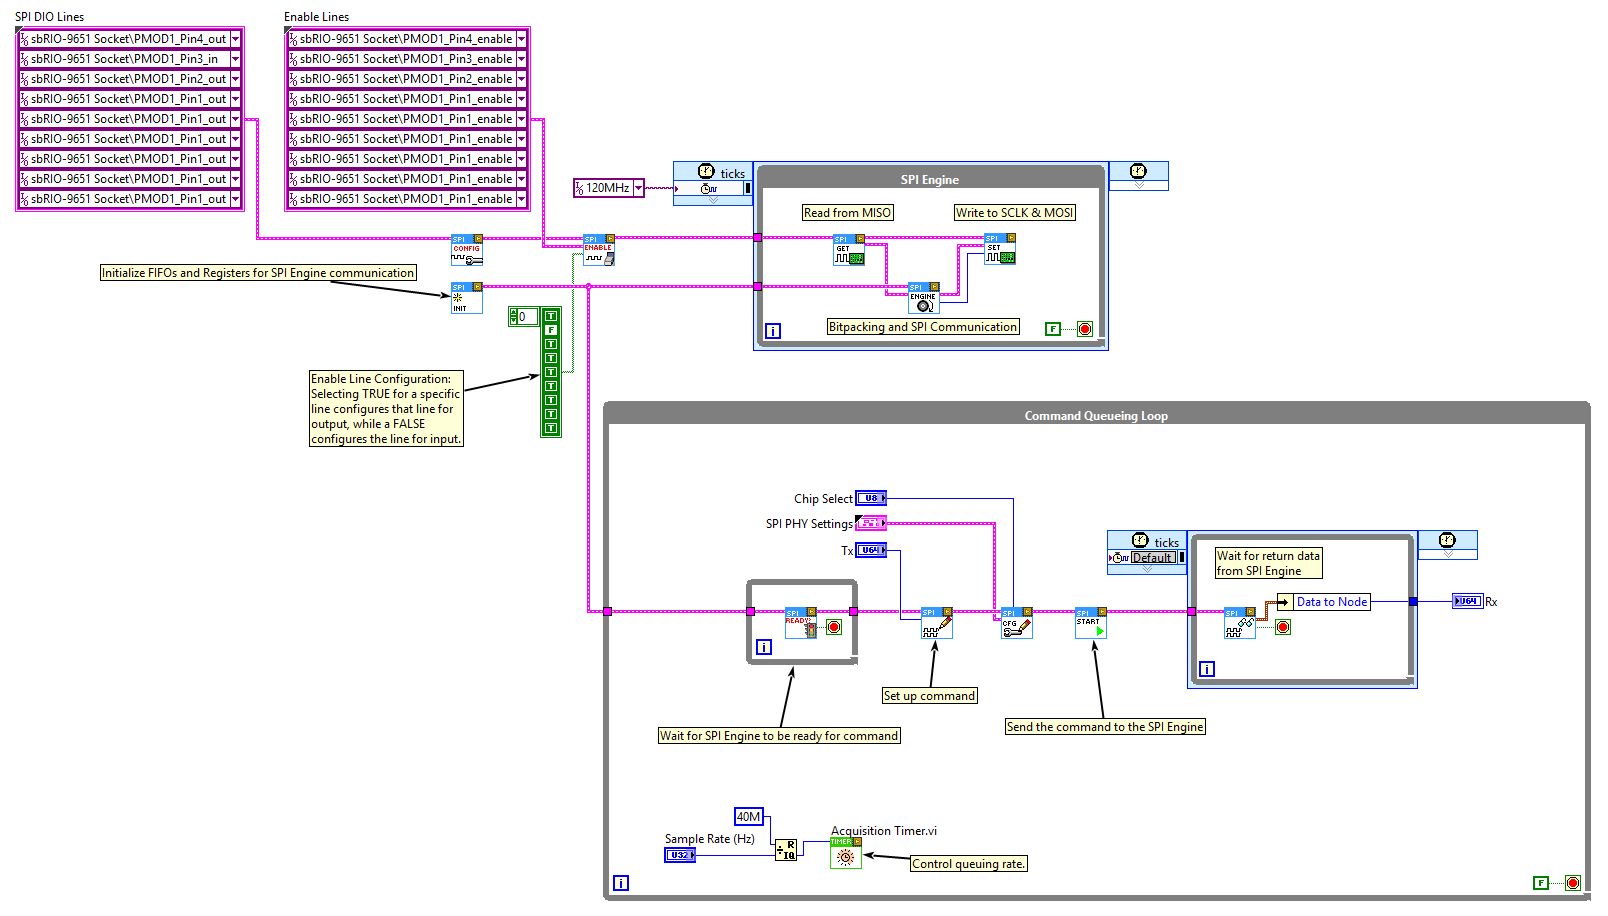 SPI DIO Lines
sbRIO-9651 Socket\PMOD1_Pin4_out
sbRIO-9651 Socket\PMOD1_Pin3_in
sbRIO-9651 Socket\PMOD1_Pin2_out
sbRIO-9651 Socket\PMOD1_Pin1_out
sbRIO-9651 Socket\PMOD1_Pin1_out
sbRIO-9651 Socket\PMOD1_Pin1_out
sbRIO-9651 Socket\PMOD1_Pin1_out
sbRIO-9651 Socket\PMOD1_Pin1_out
sbRIO-9651 Socket\PMOD1_Pin1_out
Enable Lines
sbRIO-9651 Socket\PMOD1_Pin4_enable
sbRIO-9651 Socket\PMOD1_Pin3_enable
sbRIO-9651 Socket\PMOD1_Pin2_enable
sbRIO-9651 Socket\PMOD1_Pin1_enable
sbRIO-9651 Socket\PMOD1_Pin1_enable
sbRIO-9651 Socket\PMOD1_Pin1_enable
sbRIO-9651 Socket\PMOD1_Pin1_enable
sbRIO-9651 Socket\PMOD1_Pin1_enable
sbRIO-9651 Socket\PMOD1_Pin1_enable
120MHz
ticks
SPI Engine
Read from MISO
Write to SCLK & MOSI
SPI
CONFIG
SPI
ENABLE
SPI
GET
SPI
SET
Initialize FIFOs and Registers for SPI Engine communication
SPI
INIT
SPI
ENGINE
Bitpacking and SPI Communication
i
F
0
T
F
T
T
T
T
T
T
T
Enable Line Configuration:
Selecting TRUE for a specific
line configures that line for
output, while a FALSE
configures the line for input.
Command Queueing Loop
Chip Select
U8
SPI PHY Settings
Tx
U64
SPI
READY?
i
SPI
SPI
CFG
SPI
START
ticks
Default
Wait for return data
from SPI Engine
SPI
Data to Node
i
U64
Rx
Set up command
Send the command to the SPI Engine
Wait for SPI Engine to be ready for command
40M
Sample Rate (Hz)
U32
R
IQ
Acquisition Timer.vi
TIMER
Control queuing rate.
i
F